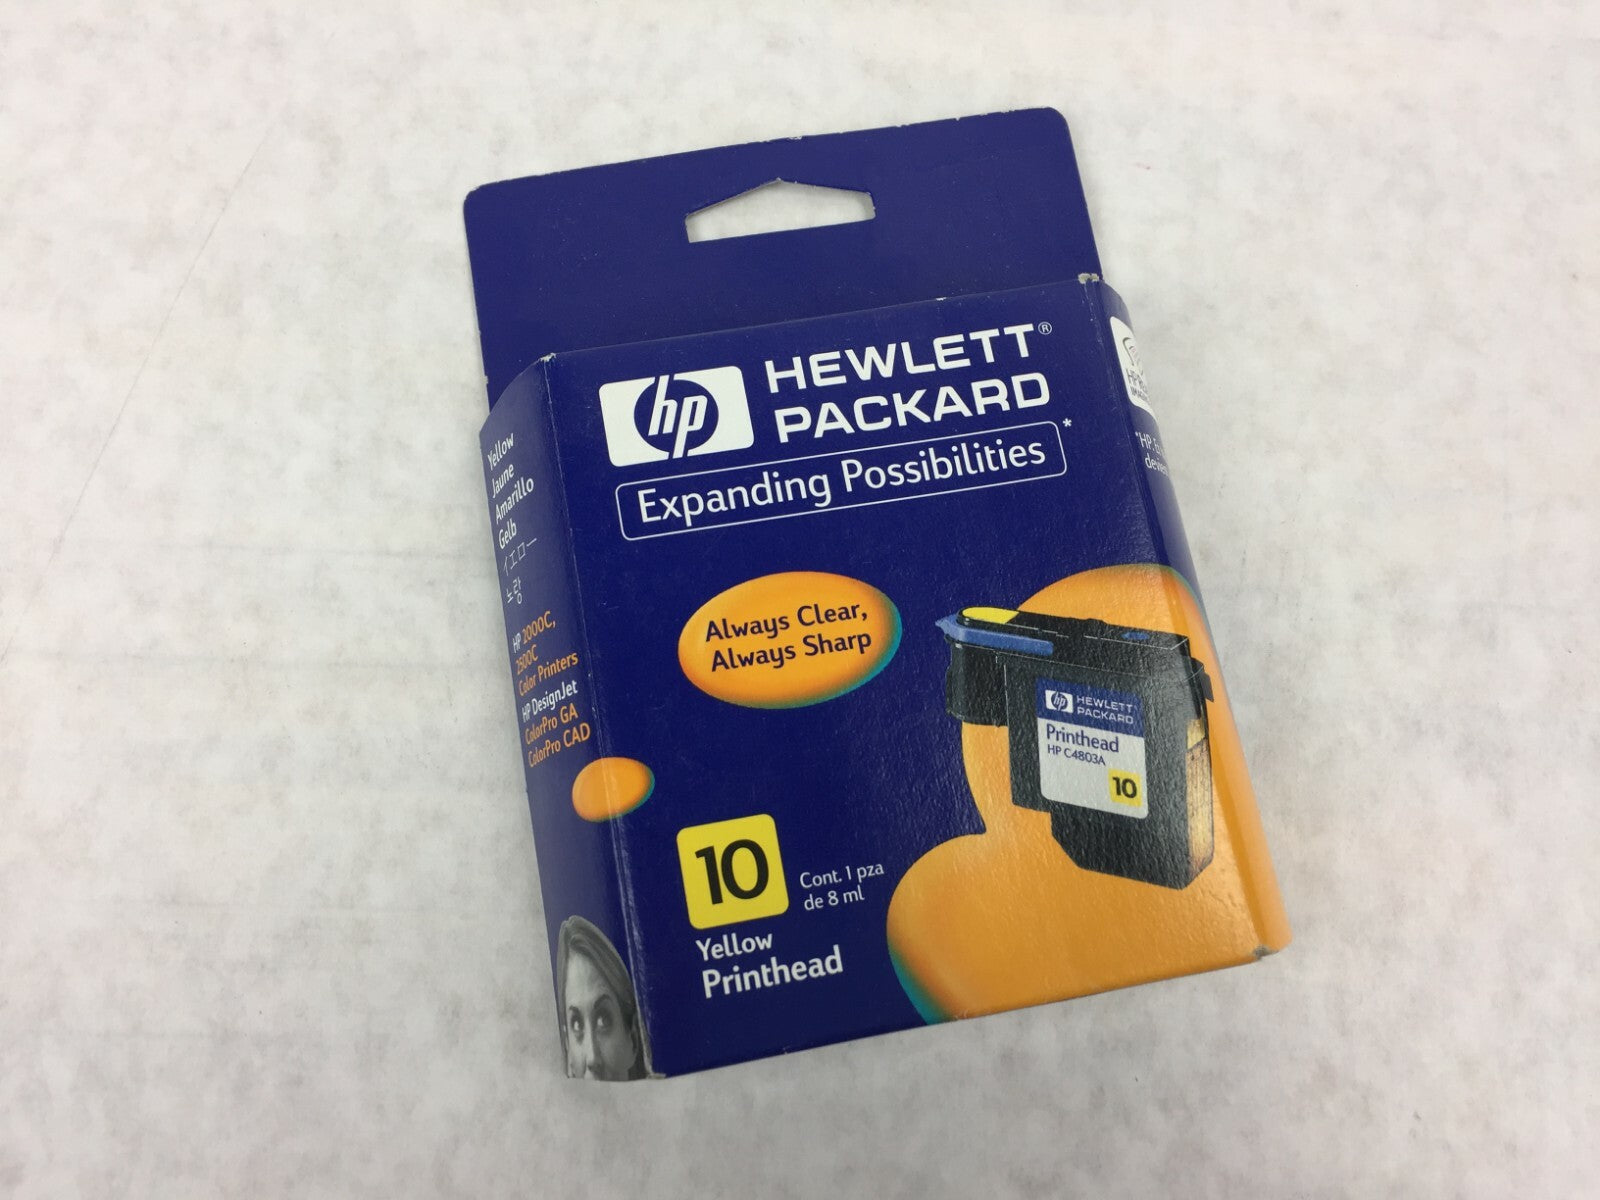 hp HEWLETT®
PACKARD
Expanding Possibilities*
Always Clear,
Always Sharp
hp HEWLETT
PACKARD
Printhead
HP C4803A
10
10
Cont. 1 pza
de 8 ml
Yellow
Printhead
Yellow
Jaune
Amarillo
Gelb
イエロー
노랑
HP 2000C,
2500C
Color Printers
HP DesignJet
ColorPro GA
ColorPro CAD
*HP